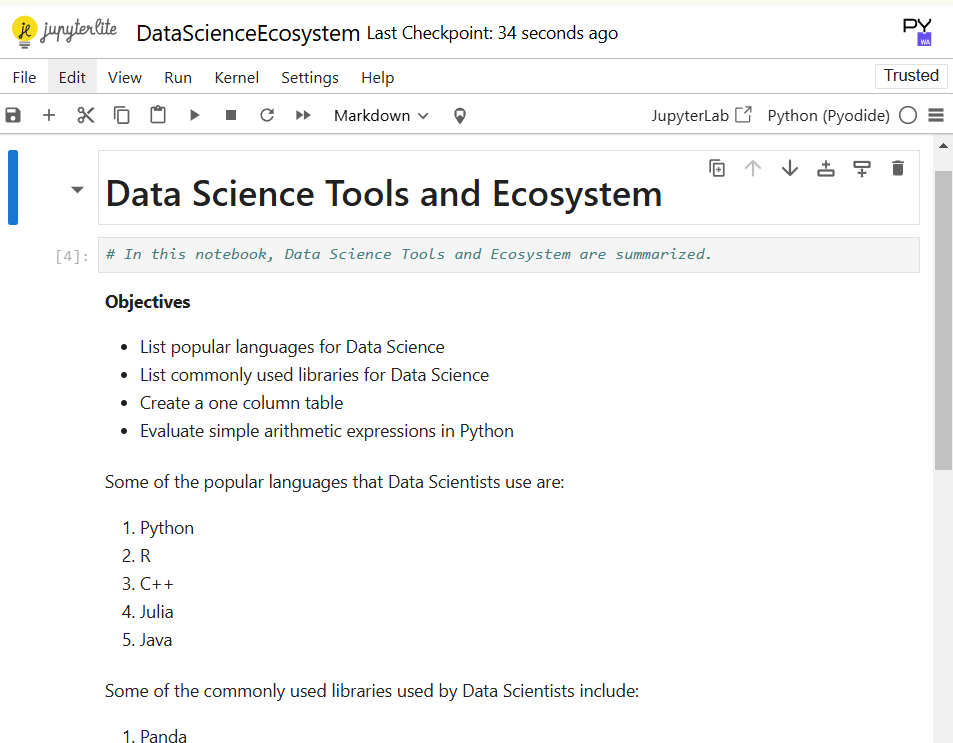 jupyterlite DataScienceEcosystem Last Checkpoint: 34 seconds ago PY WA
File Edit View Run Kernel Settings Help Trusted
Markdown JupyterLab Python (Pyodide)
Data Science Tools and Ecosystem
[4]: # In this notebook, Data Science Tools and Ecosystem are summarized.
Objectives
• List popular languages for Data Science
• List commonly used libraries for Data Science
• Create a one column table
• Evaluate simple arithmetic expressions in Python
Some of the popular languages that Data Scientists use are:
1. Python
2. R
3. C++
4. Julia
5. Java
Some of the commonly used libraries used by Data Scientists include:
1. Panda